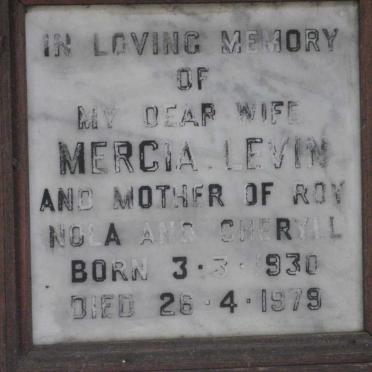 IN LOVING MEMORY
OF
MY DEAR WIFE
MERCIA LEVIN
AND MOTHER OF ROY
NOLA AND CHERYLL
BORN 3·3·1930
DIED 26·4·1979